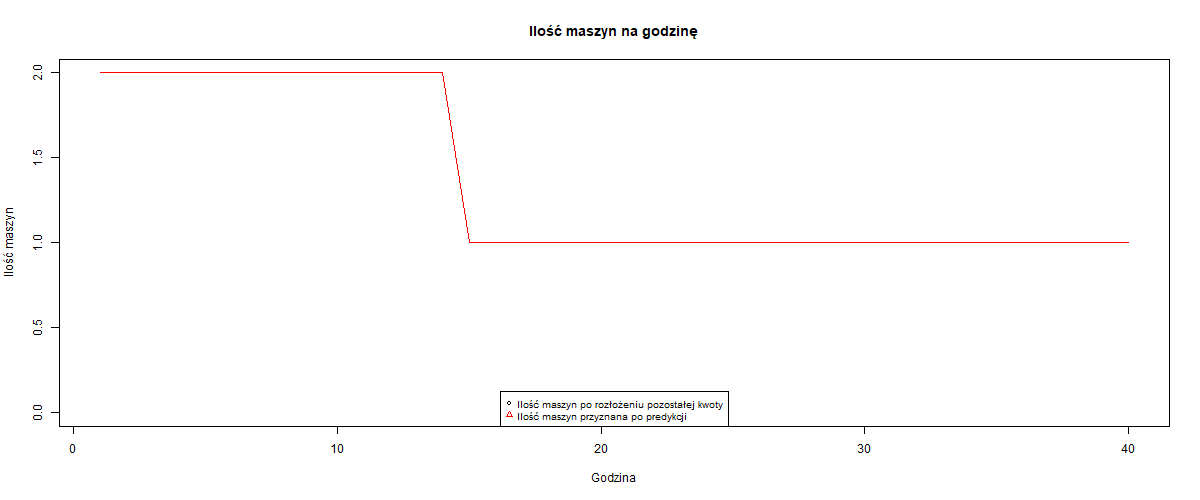 Ilość maszyn na godzinę
Ilość maszyn
2.0
1.5
1.0
0.5
0.0
Ilość maszyn po rozłożeniu pozostałej kwoty
Ilość maszyn przyznana po predykcji
0 10 20 30 40
Godzina